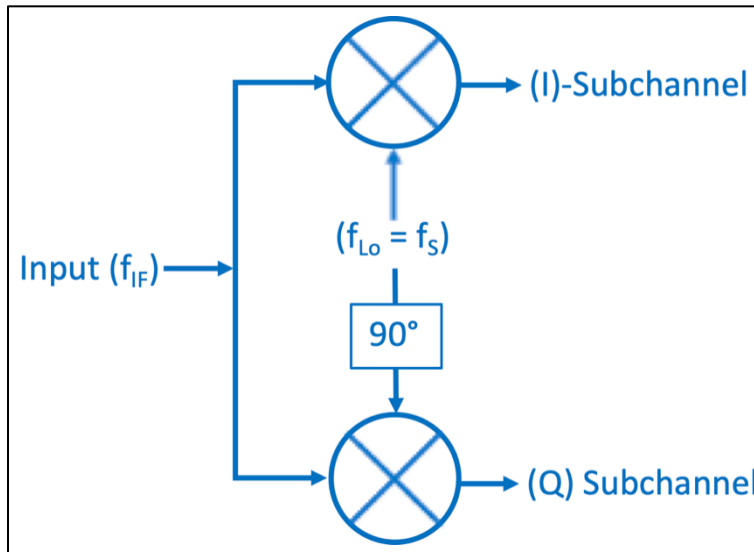 (I)-Subchannel
(f_Lo = f_S)
Input (f_IF)
90°
(Q) Subchannel